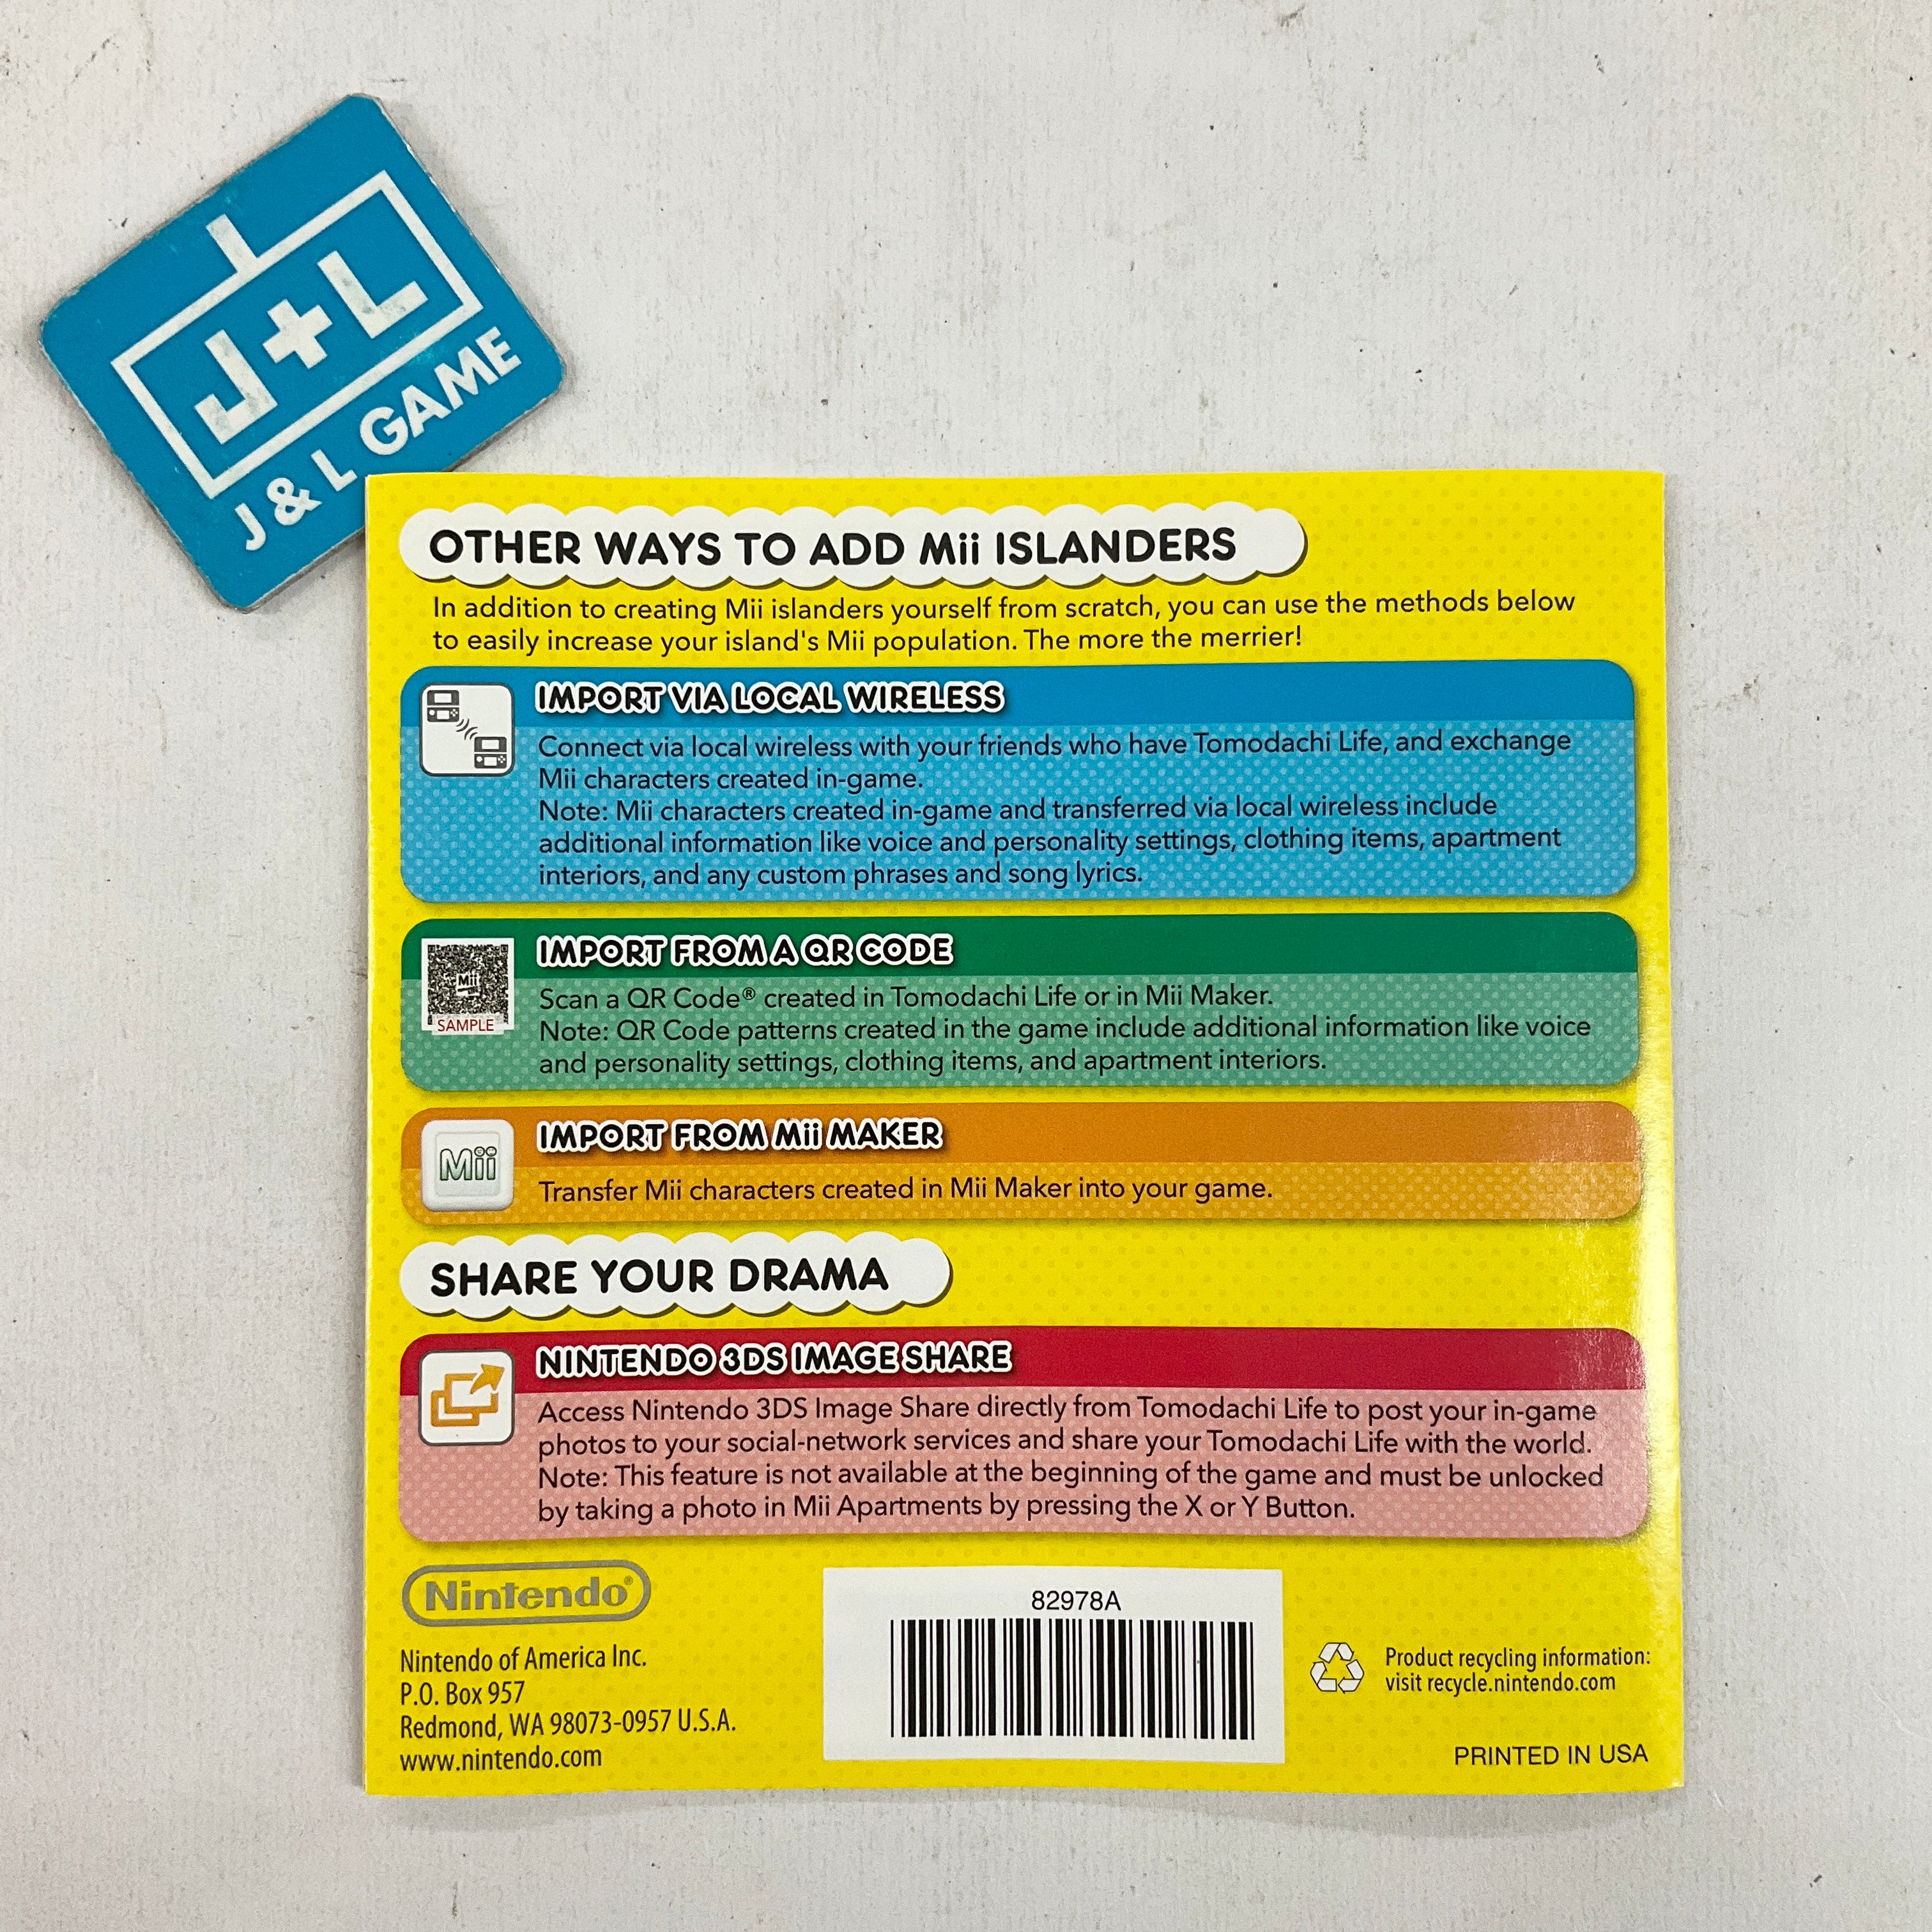 J+L
J & L GAME
OTHER WAYS TO ADD Mii ISLANDERS
In addition to creating Mii islanders yourself from scratch, you can use the methods below
to easily increase your island's Mii population. The more the merrier!
IMPORT VIA LOCAL WIRELESS
Connect via local wireless with your friends who have Tomodachi Life, and exchange
Mii characters created in-game.
Note: Mii characters created in-game and transferred via local wireless include
additional information like voice and personality settings, clothing items, apartment
interiors, and any custom phrases and song lyrics.
Mii
SAMPLE
IMPORT FROM A QR CODE
Scan a QR Code® created in Tomodachi Life or in Mii Maker.
Note: QR Code patterns created in the game include additional information like voice
and personality settings, clothing items, and apartment interiors.
Mii
IMPORT FROM Mii MAKER
Transfer Mii characters created in Mii Maker into your game.
SHARE YOUR DRAMA
NINTENDO 3DS IMAGE SHARE
Access Nintendo 3DS Image Share directly from Tomodachi Life to post your in-game
photos to your social-network services and share your Tomodachi Life with the world.
Note: This feature is not available at the beginning of the game and must be unlocked
by taking a photo in Mii Apartments by pressing the X or Y Button.
Nintendo®
Nintendo of America Inc.
P.O. Box 957
Redmond, WA 98073-0957 U.S.A.
www.nintendo.com
82978A
Product recycling information:
visit recycle.nintendo.com
PRINTED IN USA